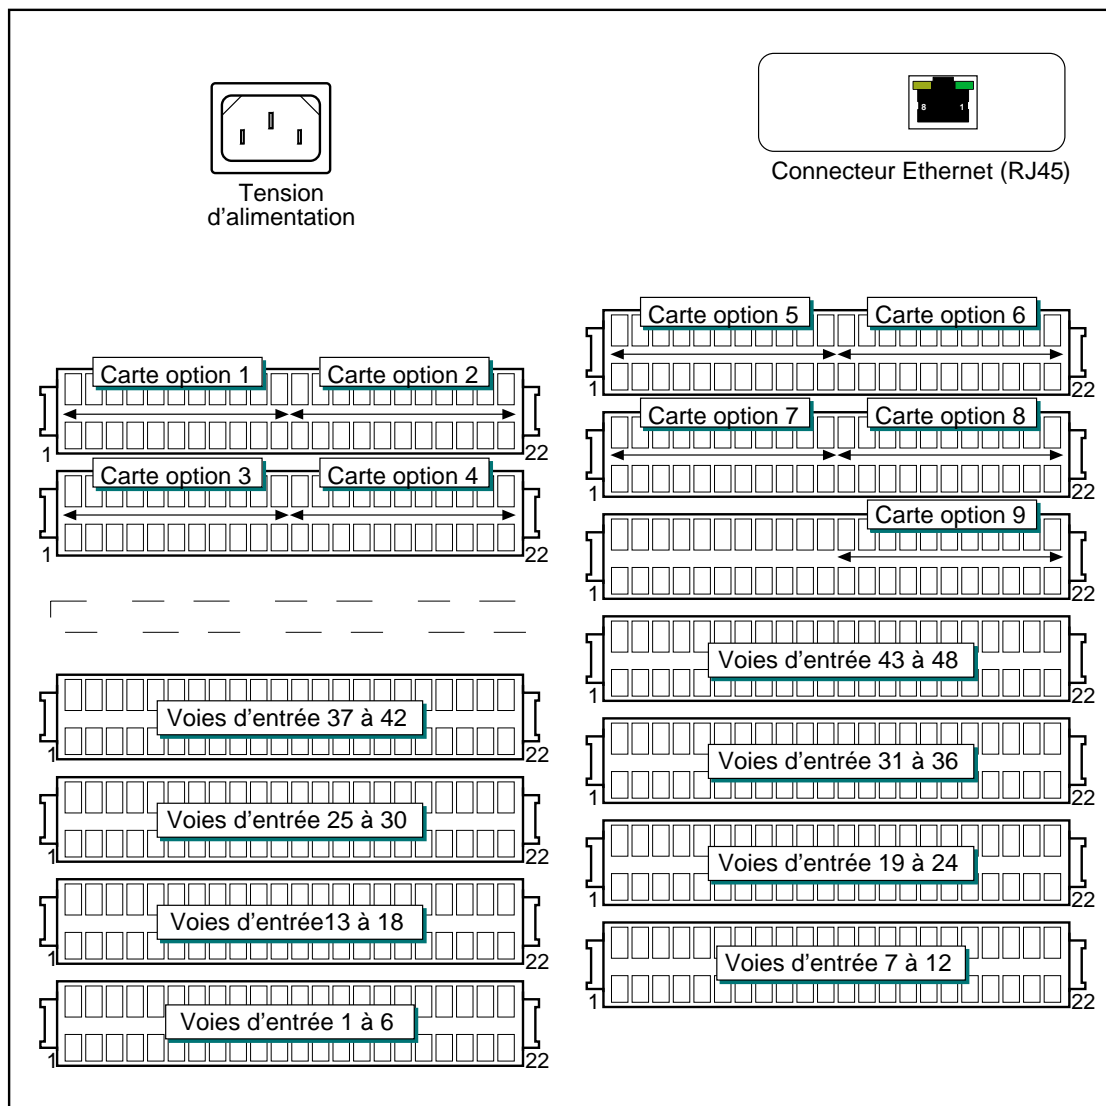 8 1
Connecteur Ethernet (RJ45)
Tension
d’alimentation
Carte option 5 Carte option 6
1 22
Carte option 1 Carte option 2
1 22
Carte option 7 Carte option 8
1 22
Carte option 3 Carte option 4
1 22
Carte option 9
1 22
Voies d’entrée 43 à 48
1 22
Voies d’entrée 37 à 42
1 22
Voies d’entrée 31 à 36
1 22
Voies d’entrée 25 à 30
1 22
Voies d’entrée 19 à 24
1 22
Voies d’entrée13 à 18
1 22
Voies d’entrée 7 à 12
1 22
Voies d’entrée 1 à 6
1 22